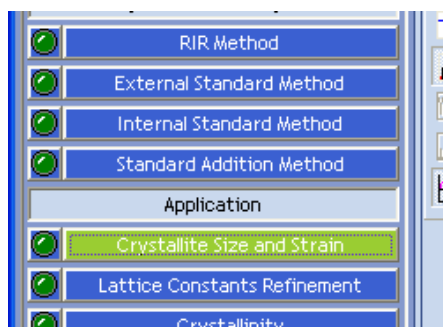 RIR Method
External Standard Method
Internal Standard Method
Standard Addition Method
Application
Crystallite Size and Strain
Lattice Constants Refinement
Crystallinity